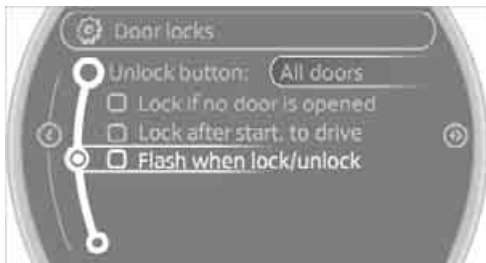 Door locks
Unlock button: All doors
Lock if no door is opened
Lock after start. to drive
Flash when lock/unlock